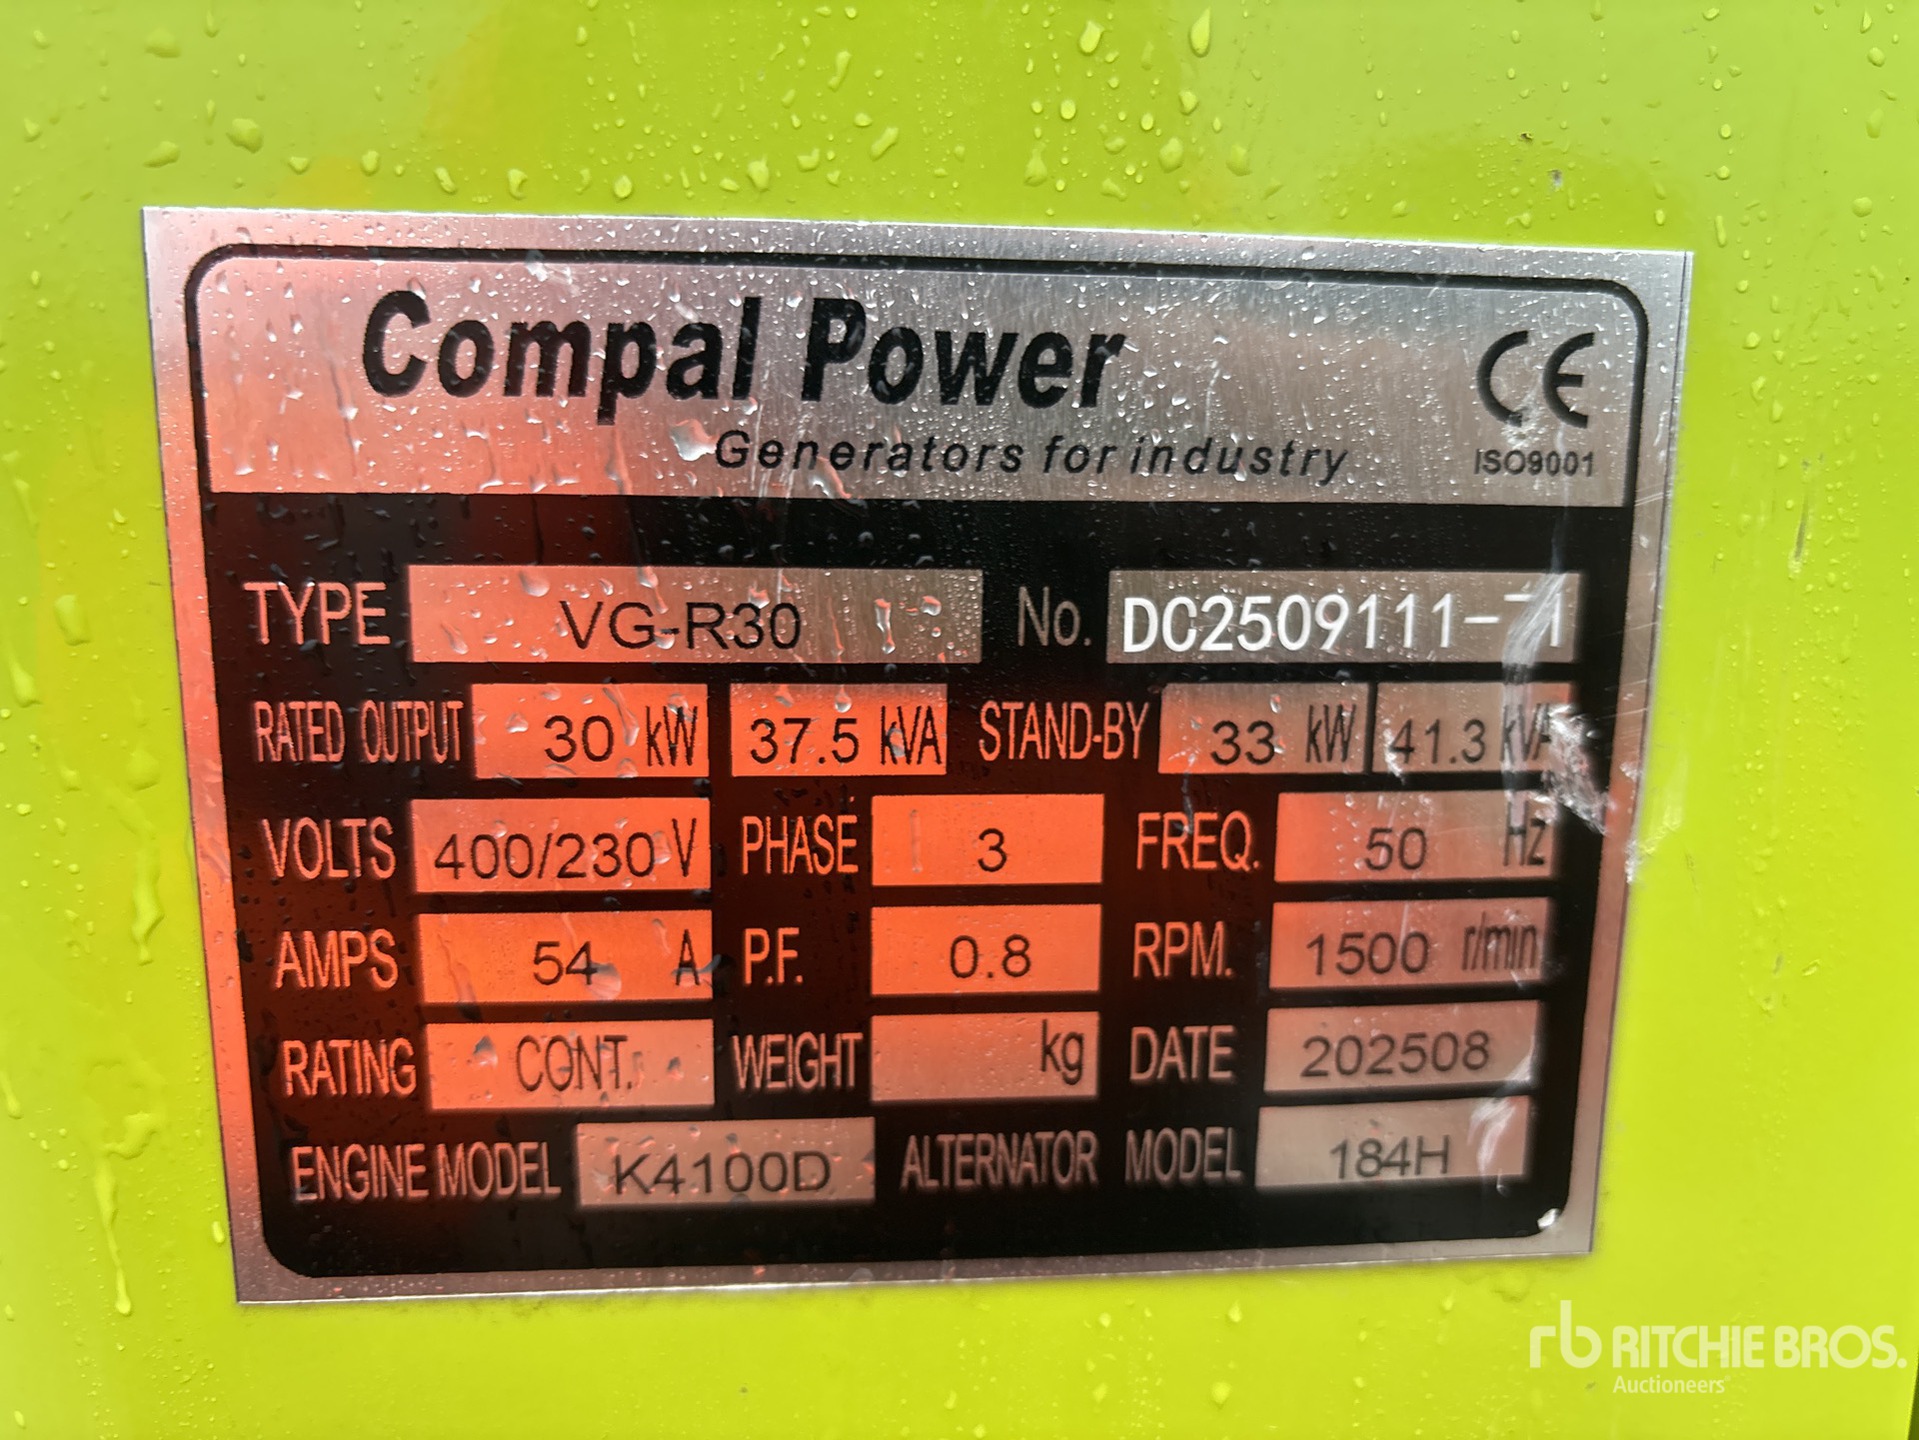 Compal Power
Generators for industry
CE
ISO9001
TYPE VG-R30 No.
RATED OUTPUT 30 kW 37.5 kVA STAND-BY 33 kW 41.3 kVA
VOLTS 400/230 V PHASE 3 FREQ. 50 Hz
AMPS 54 A P.F. 0.8 RPM. 1500 r/min
RATING CONT. WEIGHT kg DATE 202508
ENGINE MODEL K4100D ALTERNATOR MODEL 184H
rb RITCHIE BROS.
Auctioneers